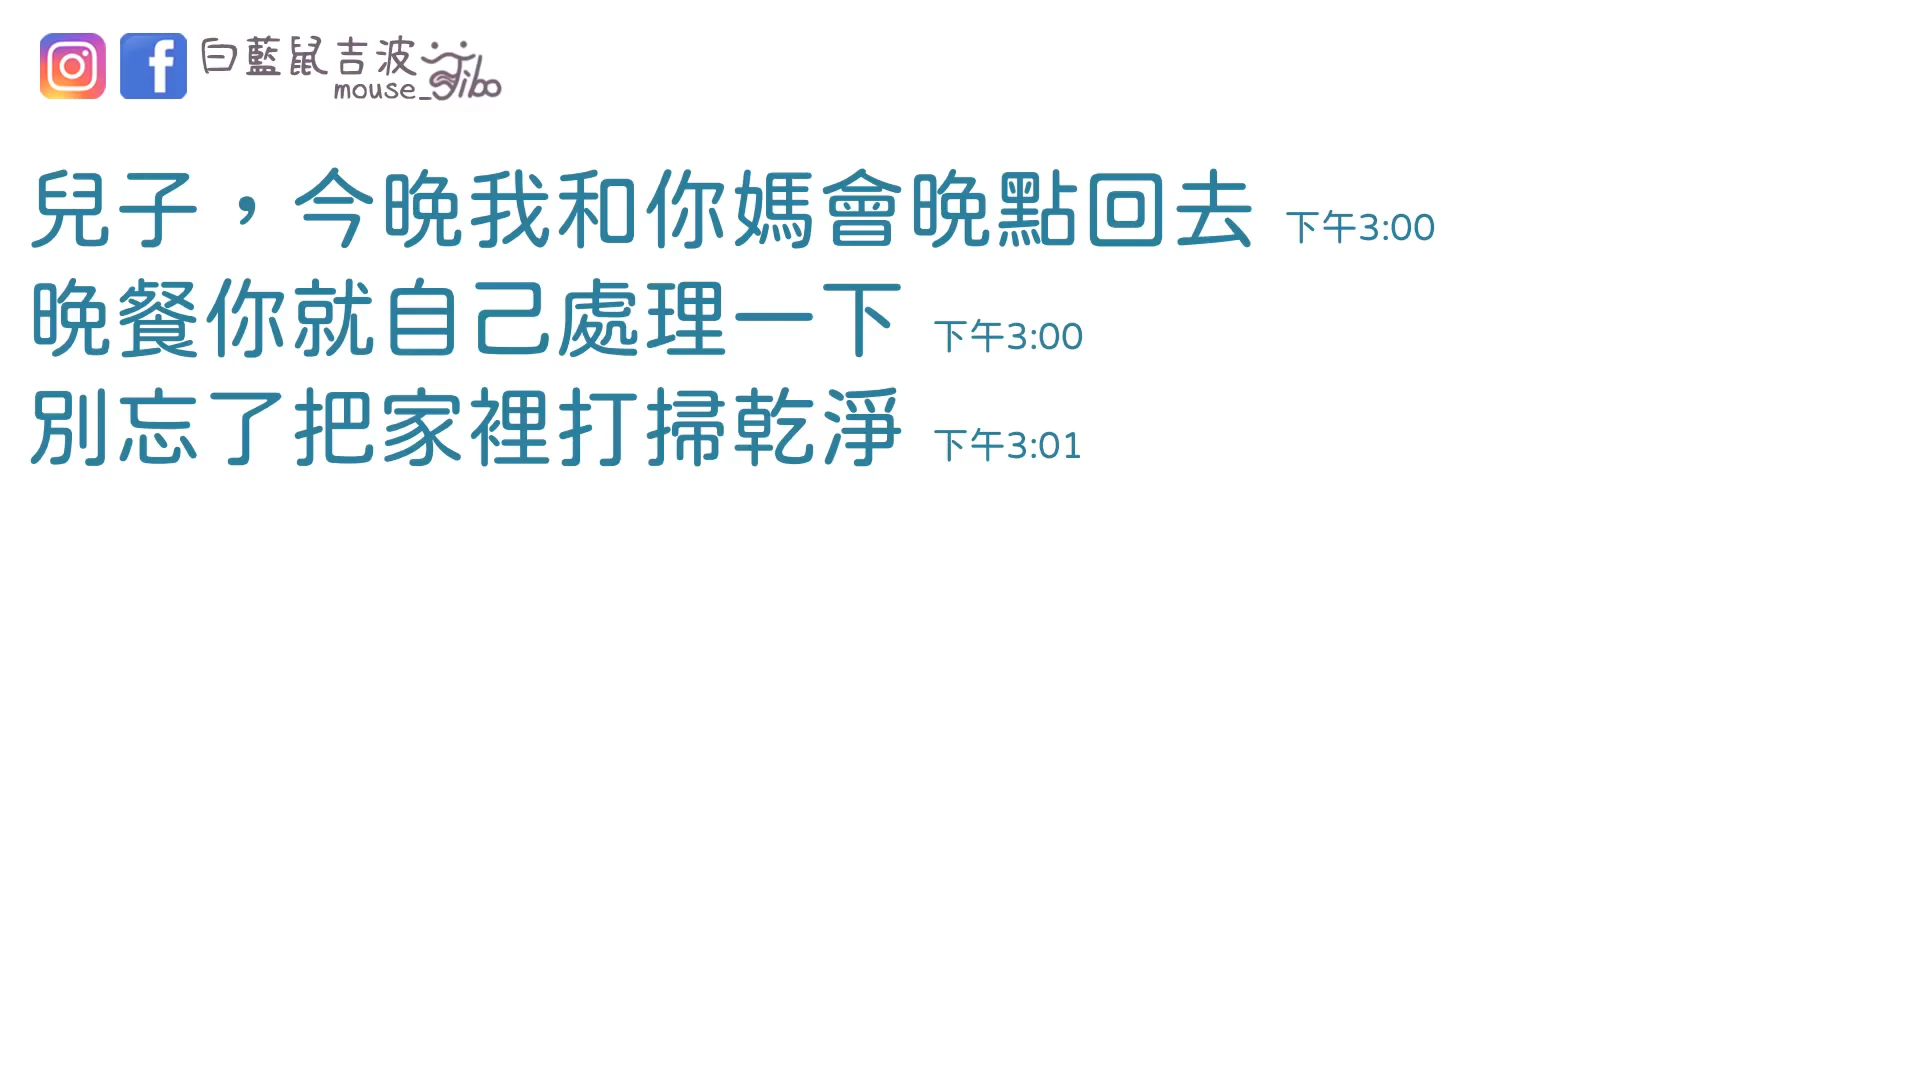 白藍鼠吉波
mouse_Jibo
兒子，今晚我和你媽會晚點回去 下午3:00
晚餐你就自己處理一下 下午3:00
別忘了把家裡打掃乾淨 下午3:01